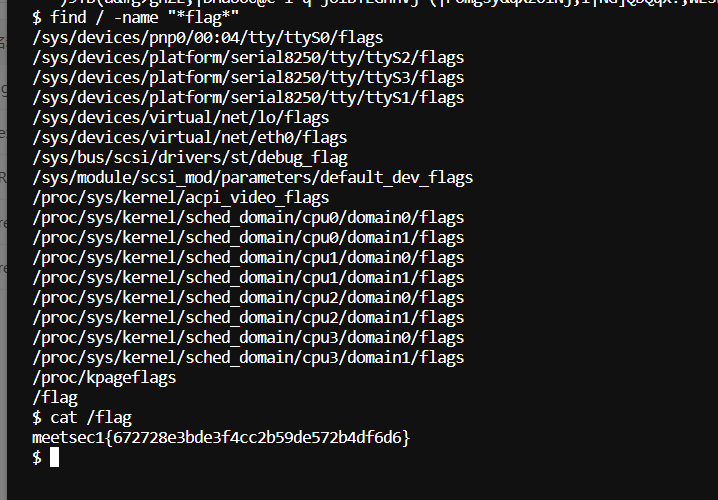 $ find / -name "*flag*"
/sys/devices/pnp0/00:04/tty/ttyS0/flags
/sys/devices/platform/serial8250/tty/ttyS2/flags
/sys/devices/platform/serial8250/tty/ttyS3/flags
/sys/devices/platform/serial8250/tty/ttyS1/flags
/sys/devices/virtual/net/lo/flags
/sys/devices/virtual/net/eth0/flags
/sys/bus/scsi/drivers/st/debug_flag
/sys/module/scsi_mod/parameters/default_dev_flags
/proc/sys/kernel/acpi_video_flags
/proc/sys/kernel/sched_domain/cpu0/domain0/flags
/proc/sys/kernel/sched_domain/cpu0/domain1/flags
/proc/sys/kernel/sched_domain/cpu1/domain0/flags
/proc/sys/kernel/sched_domain/cpu1/domain1/flags
/proc/sys/kernel/sched_domain/cpu2/domain0/flags
/proc/sys/kernel/sched_domain/cpu2/domain1/flags
/proc/sys/kernel/sched_domain/cpu3/domain0/flags
/proc/sys/kernel/sched_domain/cpu3/domain1/flags
/proc/kpageflags
/flag
$ cat /flag
meetsec1{672728e3bde3f4cc2b59de572b4df6d6}
$